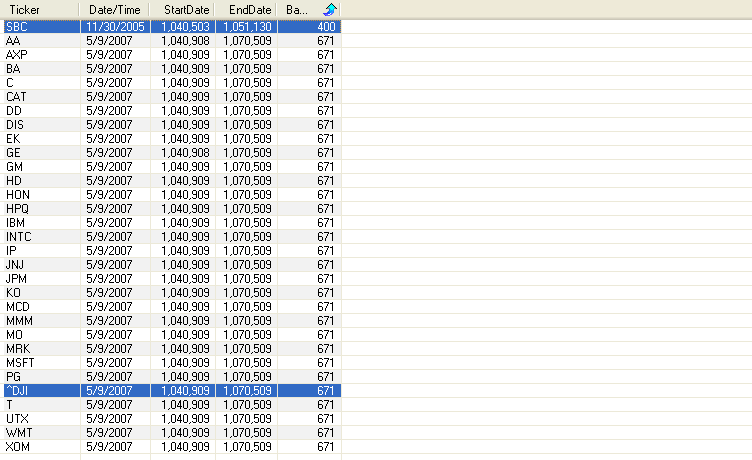 Ticker Date/Time StartDate EndDate Ba...
SBC 11/30/2005 1,040,503 1,051,130 400
AA 5/9/2007 1,040,908 1,070,509 671
AXP 5/9/2007 1,040,909 1,070,509 671
BA 5/9/2007 1,040,909 1,070,509 671
C 5/9/2007 1,040,909 1,070,509 671
CAT 5/9/2007 1,040,909 1,070,509 671
DD 5/9/2007 1,040,909 1,070,509 671
DIS 5/9/2007 1,040,909 1,070,509 671
EK 5/9/2007 1,040,909 1,070,509 671
GE 5/9/2007 1,040,908 1,070,509 671
GM 5/9/2007 1,040,909 1,070,509 671
HD 5/9/2007 1,040,909 1,070,509 671
HON 5/9/2007 1,040,909 1,070,509 671
HPQ 5/9/2007 1,040,909 1,070,509 671
IBM 5/9/2007 1,040,909 1,070,509 671
INTC 5/9/2007 1,040,909 1,070,509 671
IP 5/9/2007 1,040,909 1,070,509 671
JNJ 5/9/2007 1,040,909 1,070,509 671
JPM 5/9/2007 1,040,909 1,070,509 671
KO 5/9/2007 1,040,909 1,070,509 671
MCD 5/9/2007 1,040,909 1,070,509 671
MMM 5/9/2007 1,040,909 1,070,509 671
MO 5/9/2007 1,040,909 1,070,509 671
MRK 5/9/2007 1,040,909 1,070,509 671
MSFT 5/9/2007 1,040,909 1,070,509 671
PG 5/9/2007 1,040,909 1,070,509 671
^DJI 5/9/2007 1,040,909 1,070,509 671
T 5/9/2007 1,040,909 1,070,509 671
UTX 5/9/2007 1,040,909 1,070,509 671
WMT 5/9/2007 1,040,909 1,070,509 671
XOM 5/9/2007 1,040,909 1,070,509 671